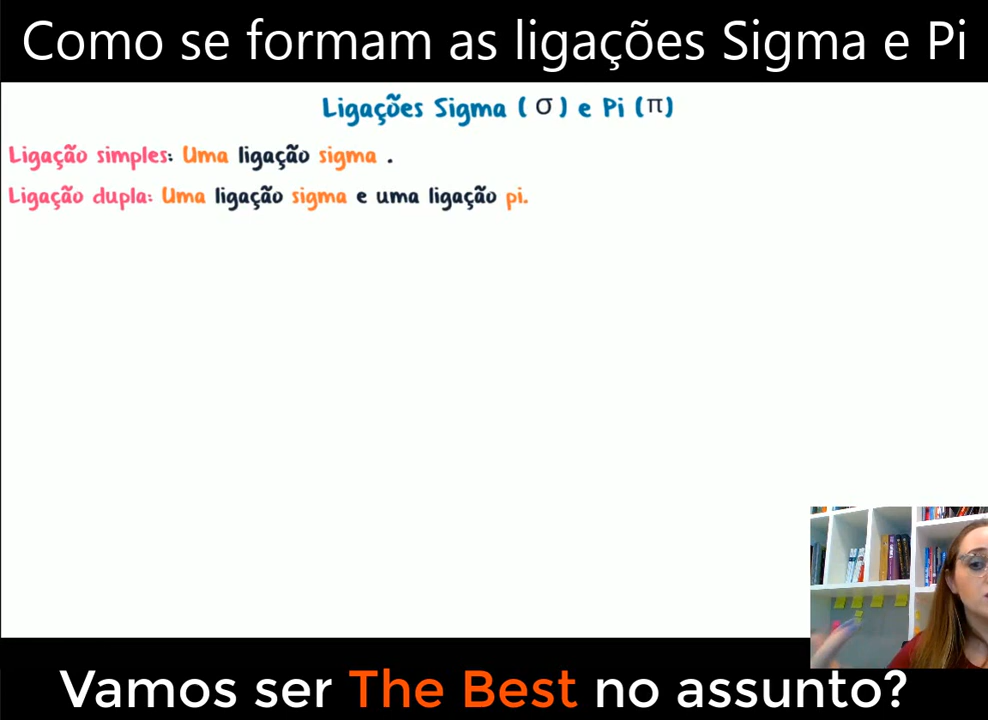 Como se formam as ligações Sigma e Pi
Ligações Sigma ( σ ) e Pi (π)
Ligação simples: Uma ligação sigma .
Ligação dupla: Uma ligação sigma e uma ligação pi.
Vamos ser The Best no assunto?